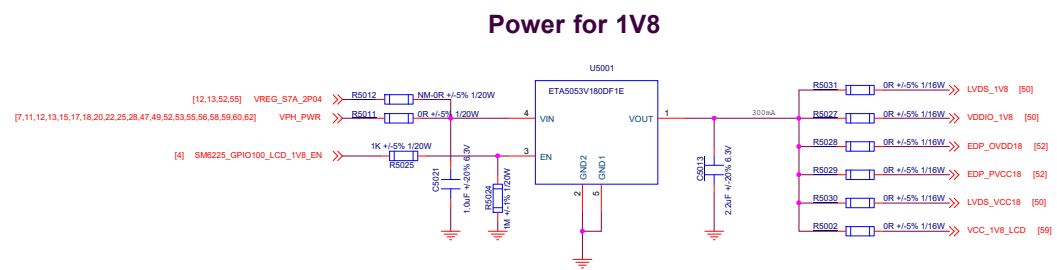 Power for 1V8
U5001
ETA5053V180DF1E
[12,13,52,55] VREG_S7A_2P04 R5012 NM-0R +/-5% 1/20W
[7,11,12,13,15,17,18,20,22,25,28,47,49,52,53,55,56,58,59,60,62] VPH_PWR R5011 0R +/-5% 1/20W 4 VIN VOUT 1 300mA
[4] SM6225_GPIO100_LCD_1V8_EN 1K +/-5% 1/20W R5025 3 EN
GND2 GND1
2 5
C5021 1.0uF +/-20% 6.3V
R5024 1M +/-1% 1/20W
C5013 2.2uF +/-20% 6.3V
R5031 0R +/-5% 1/16W LVDS_1V8 [50]
R5027 0R +/-5% 1/16W VDDIO_1V8 [50]
R5028 0R +/-5% 1/16W EDP_OVDD18 [52]
R5029 0R +/-5% 1/16W EDP_PVCC18 [52]
R5030 0R +/-5% 1/16W LVDS_VCC18 [50]
R5002 0R +/-5% 1/16W VCC_1V8_LCD [59]